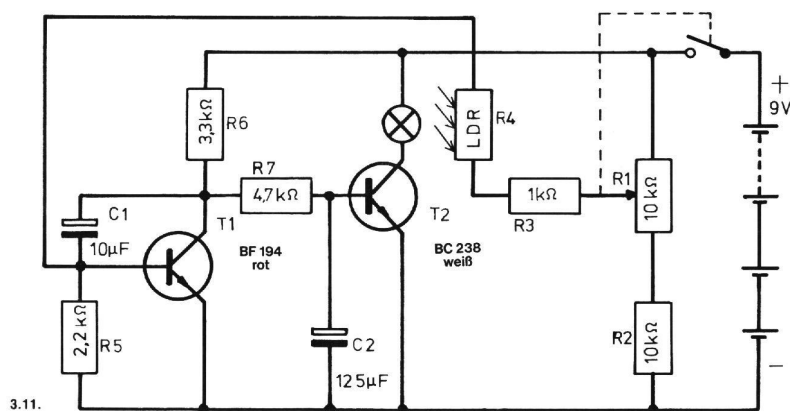 3,3kΩ
R6
LDR
R4
+
9V
R7
4,7kΩ
1kΩ
R3
R1
10kΩ
C1
10µF
T1
BF 194
rot
T2
BC 238
weiß
2,2kΩ
R5
C2
125µF
R2
10kΩ
−
3.11.